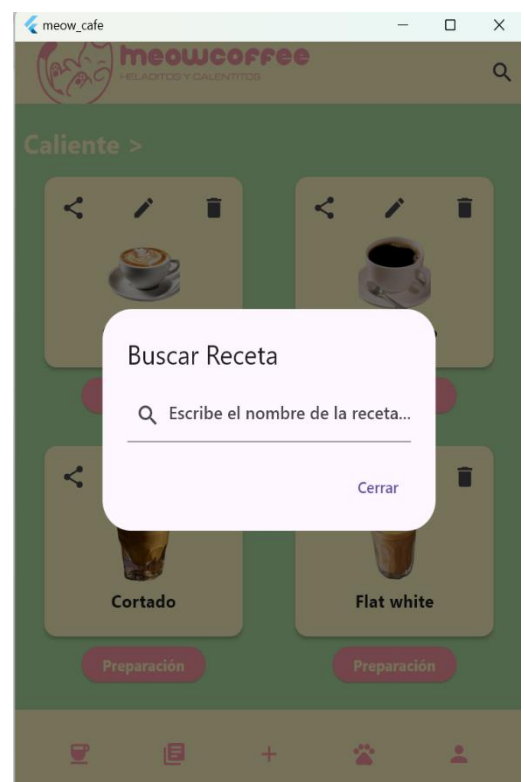 meow_cafe
meowcoffee
HELADITOS Y CALENTITOS
Caliente >
Buscar Receta
Escribe el nombre de la receta...
Cerrar
Cortado
Flat white
Preparación
Preparación